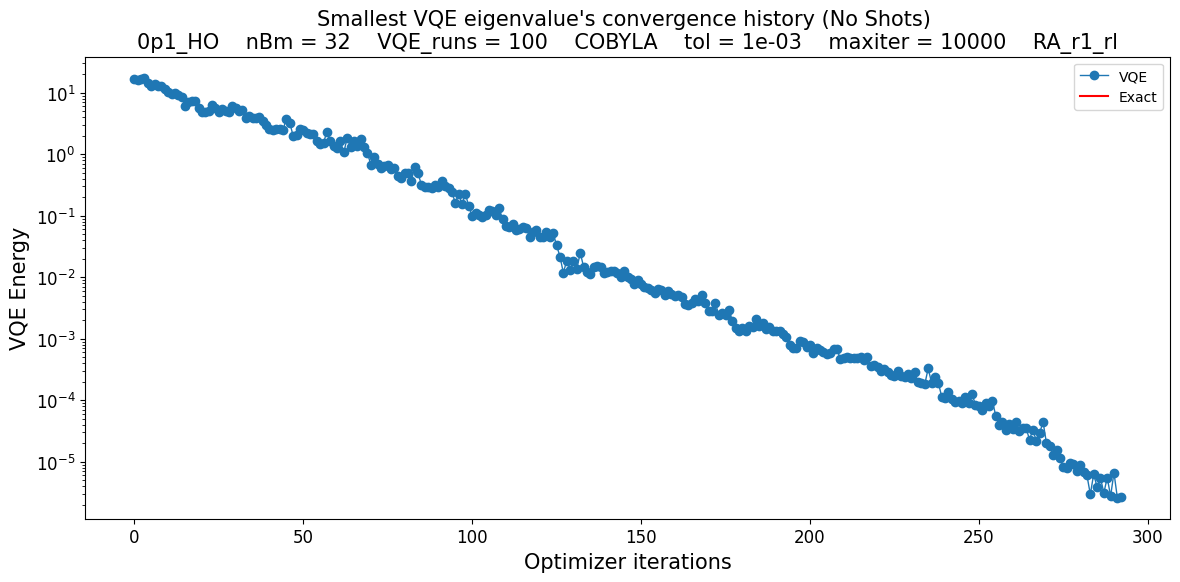 Smallest VQE eigenvalue's convergence history (No Shots)
0p1_HO    nBm = 32    VQE_runs = 100    COBYLA    tol = 1e-03    maxiter = 10000    RA_r1_rl
VQE
Exact
VQE Energy
10¹
10⁰
10⁻¹
10⁻²
10⁻³
10⁻⁴
10⁻⁵
0 50 100 150 200 250 300
Optimizer iterations